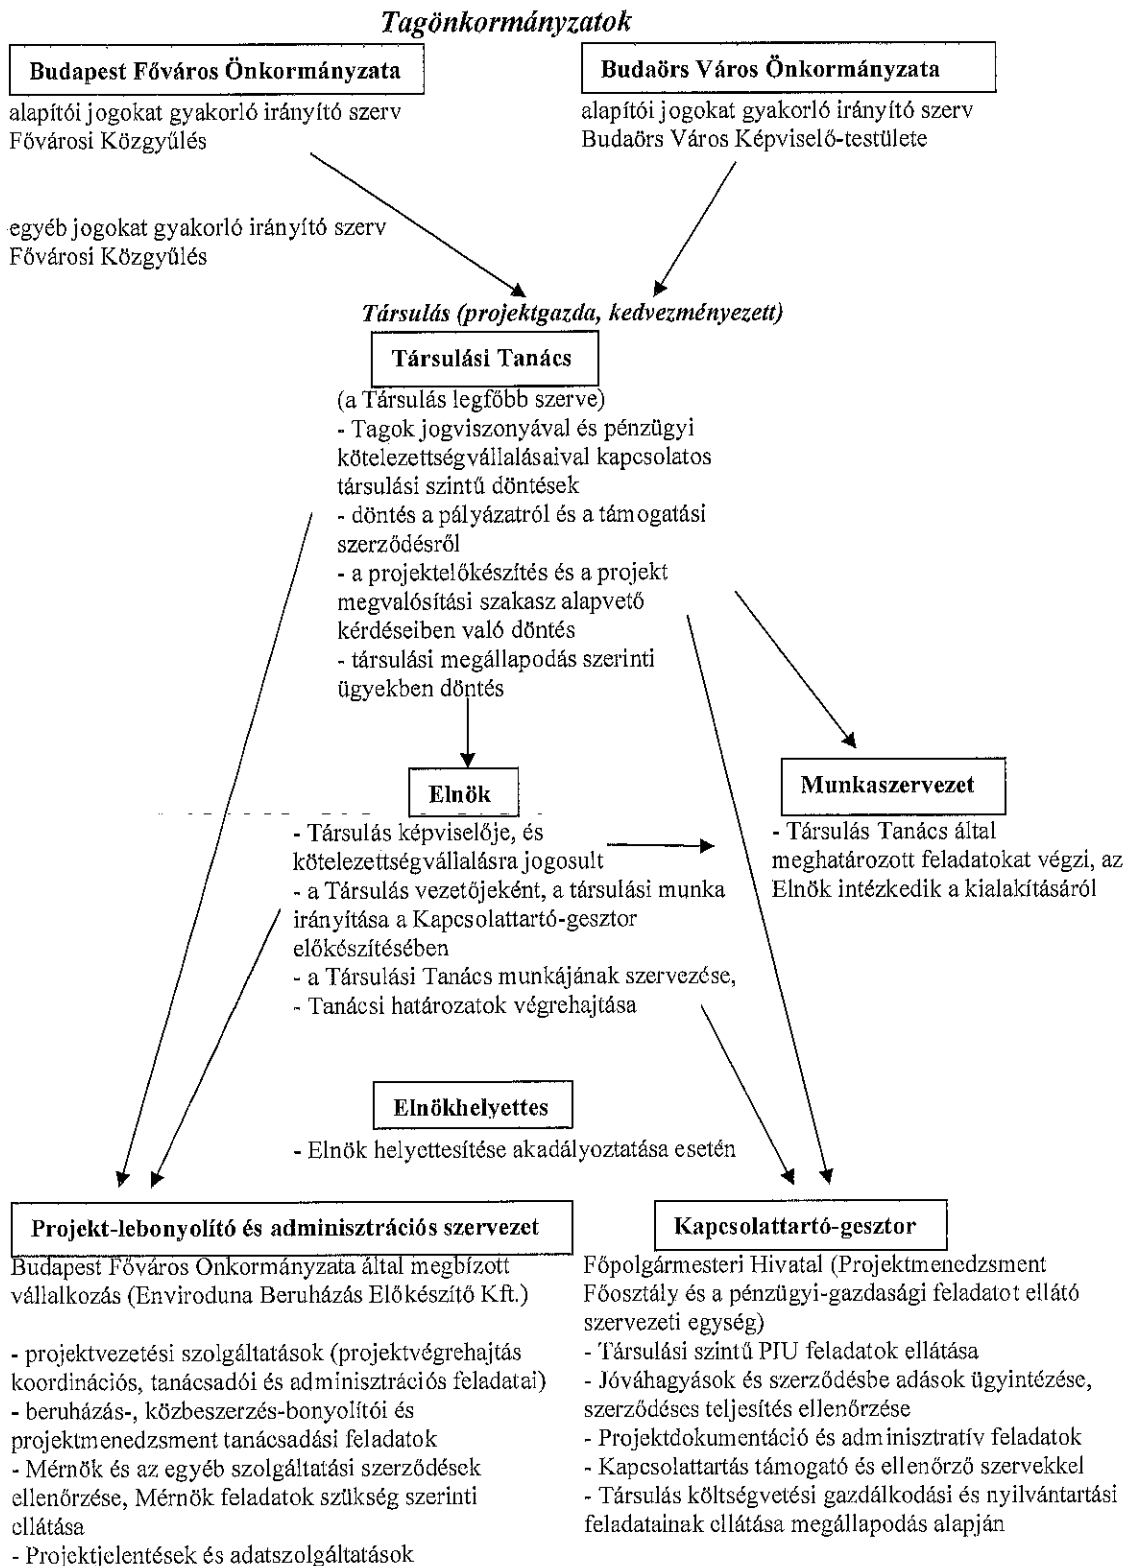 Tagönkormányzatok
Budapest Főváros Önkormányzata
alapítói jogokat gyakorló irányító szerv
Fővárosi Közgyűlés
egyéb jogokat gyakorló irányító szerv
Fővárosi Közgyűlés
Budaörs Város Önkormányzata
alapítói jogokat gyakorló irányító szerv
Budaörs Város Képviselő-testülete
Társulás (projektgazda, kedvezményezett)
Társulási Tanács
(a Társulás legfőbb szerve)
- Tagok jogviszonyával és pénzügyi
kötelezettségvállalásaival kapcsolatos
társulási szintű döntések
- döntés a pályázatról és a támogatási
szerződésről
- a projektelőkészítés és a projekt
megvalósítási szakasz alapvető
kérdéseiben való döntés
- társulási megállapodás szerinti
ügyekben döntés
Elnök
- Társulás képviselője, és
kötelezettségvállalásra jogosult
- a Társulás vezetőjeként, a társulási munka
irányítása a Kapcsolattartó-gesztor
előkészítésében
- a Társulási Tanács munkájának szervezése,
- Tanácsi határozatok végrehajtása
Munkaszervezet
- Társulás Tanács által
meghatározott feladatokat végzi, az
Elnök intézkedik a kialakításáról
Elnökhelyettes
- Elnök helyettesítése akadályoztatása esetén
Projekt-lebonyolító és adminisztrációs szervezet
Budapest Főváros Önkormányzata által megbízott
vállalkozás (Enviroduna Beruházás Előkészítő Kft.)
- projektvezetési szolgáltatások (projektvégrehajtás
koordinációs, tanácsadói és adminisztrációs feladatai)
- beruházás-, közbeszerzés-bonyolítói és
projektmenedzsment tanácsadási feladatok
- Mérnök és az egyéb szolgáltatási szerződések
ellenőrzése, Mérnök feladatok szükség szerinti
ellátása
- Projektjelentések és adatszolgáltatások
Kapcsolattartó-gesztor
Főpolgármesteri Hivatal (Projektmenedzsment
Főosztály és a pénzügyi-gazdasági feladatot ellátó
szervezeti egység)
- Társulási szintű PIU feladatok ellátása
- Jóváhagyások és szerződésbe adások ügyintézése,
szerződéses teljesítés ellenőrzése
- Projektdokumentáció és adminisztratív feladatok
- Kapcsolattartás támogató és ellenőrző szervekkel
- Társulás költségvetési gazdálkodási és nyilvántartási
feladatainak ellátása megállapodás alapján